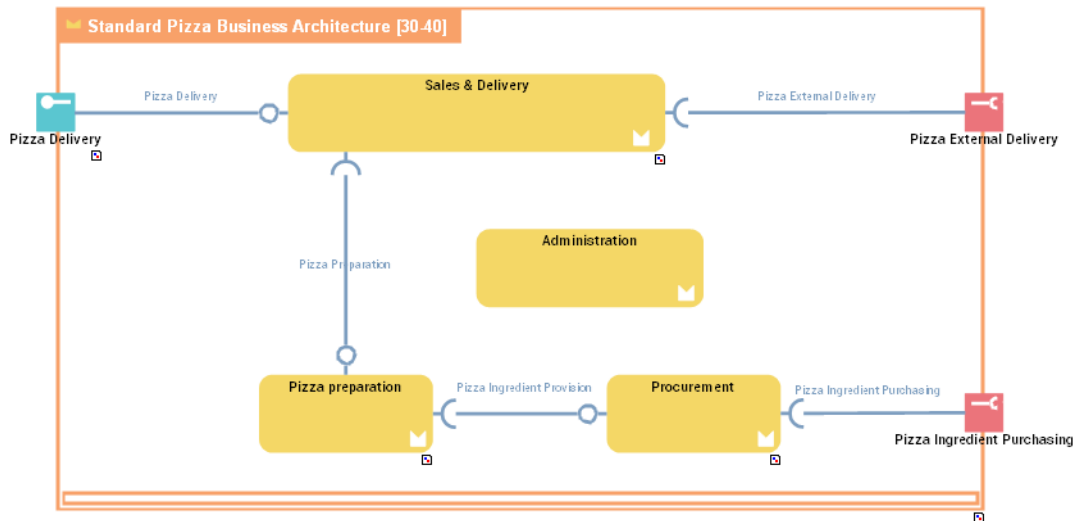 Standard Pizza Business Architecture [30-40]
Sales & Delivery
Pizza Delivery
Pizza External Delivery
Pizza Delivery
Pizza External Delivery
Administration
Pizza Preparation
Pizza preparation
Pizza Ingredient Provision
Procurement
Pizza Ingredient Purchasing
Pizza Ingredient Purchasing